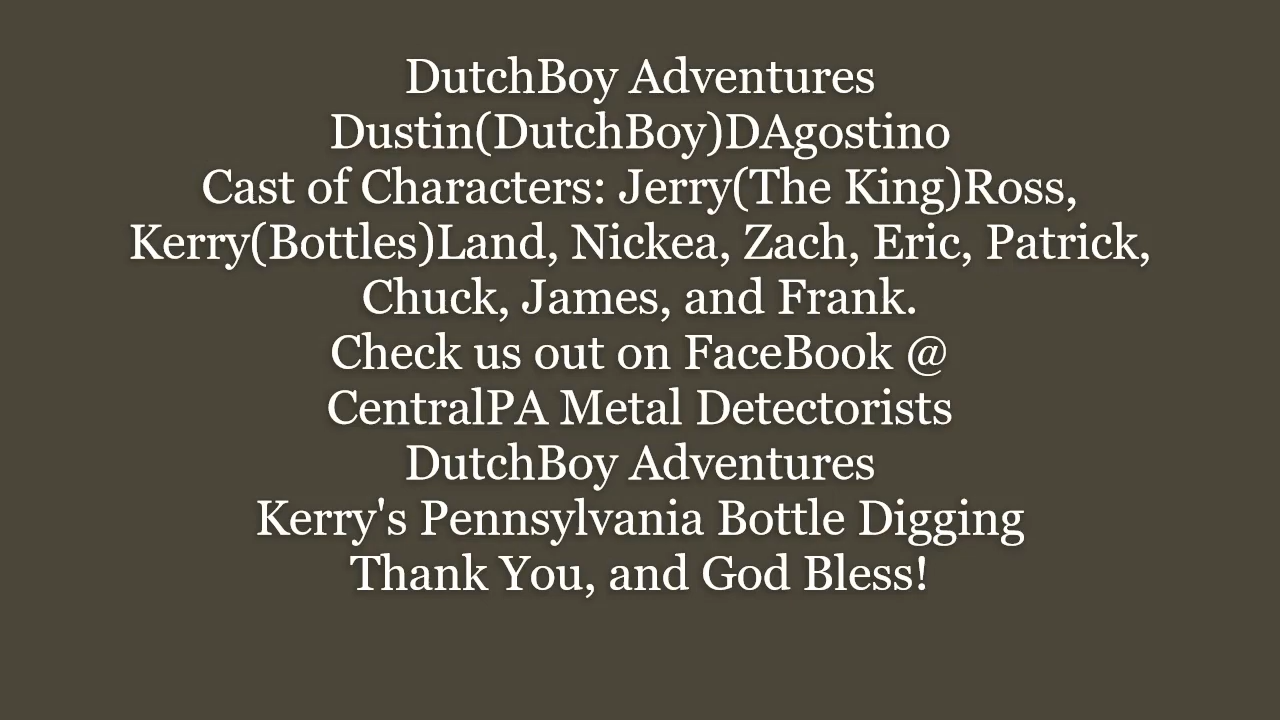 DutchBoy Adventures
Dustin(DutchBoy)DAgostino
Cast of Characters: Jerry(The King)Ross,
Kerry(Bottles)Land, Nickea, Zach, Eric, Patrick,
Chuck, James, and Frank.
Check us out on FaceBook @
CentralPA Metal Detectorists
DutchBoy Adventures
Kerry's Pennsylvania Bottle Digging
Thank You, and God Bless!